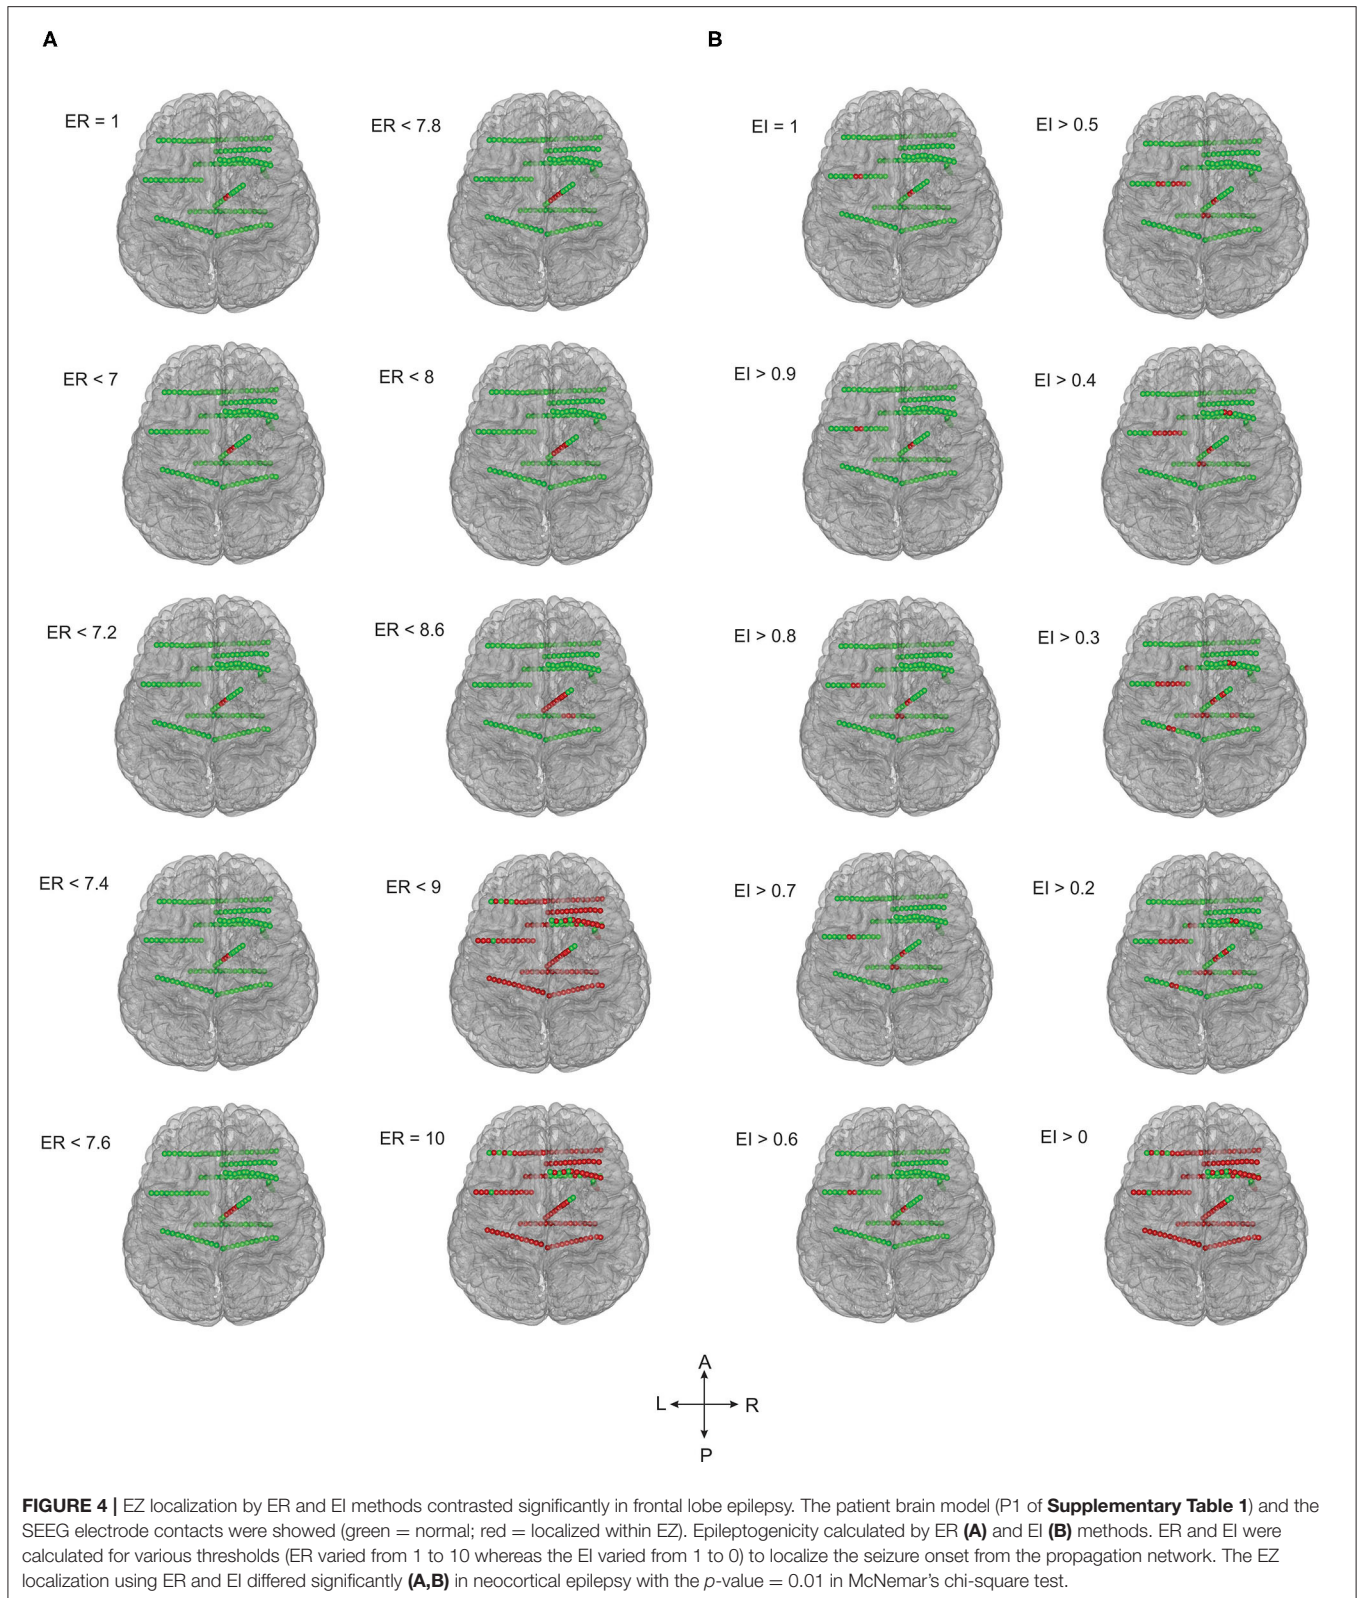 A
B
ER = 1
ER < 7.8
EI = 1
EI > 0.5
ER < 7
ER < 8
EI > 0.9
EI > 0.4
ER < 7.2
ER < 8.6
EI > 0.8
EI > 0.3
ER < 7.4
ER < 9
EI > 0.7
EI > 0.2
ER < 7.6
ER = 10
EI > 0.6
EI > 0
A
L
R
P
FIGURE 4 | EZ localization by ER and EI methods contrasted significantly in frontal lobe epilepsy. The patient brain model (P1 of Supplementary Table 1) and the
SEEG electrode contacts were showed (green = normal; red = localized within EZ). Epileptogenicity calculated by ER (A) and EI (B) methods. ER and EI were
calculated for various thresholds (ER varied from 1 to 10 whereas the EI varied from 1 to 0) to localize the seizure onset from the propagation network. The EZ
localization using ER and EI differed significantly (A,B) in neocortical epilepsy with the p-value = 0.01 in McNemar's chi-square test.